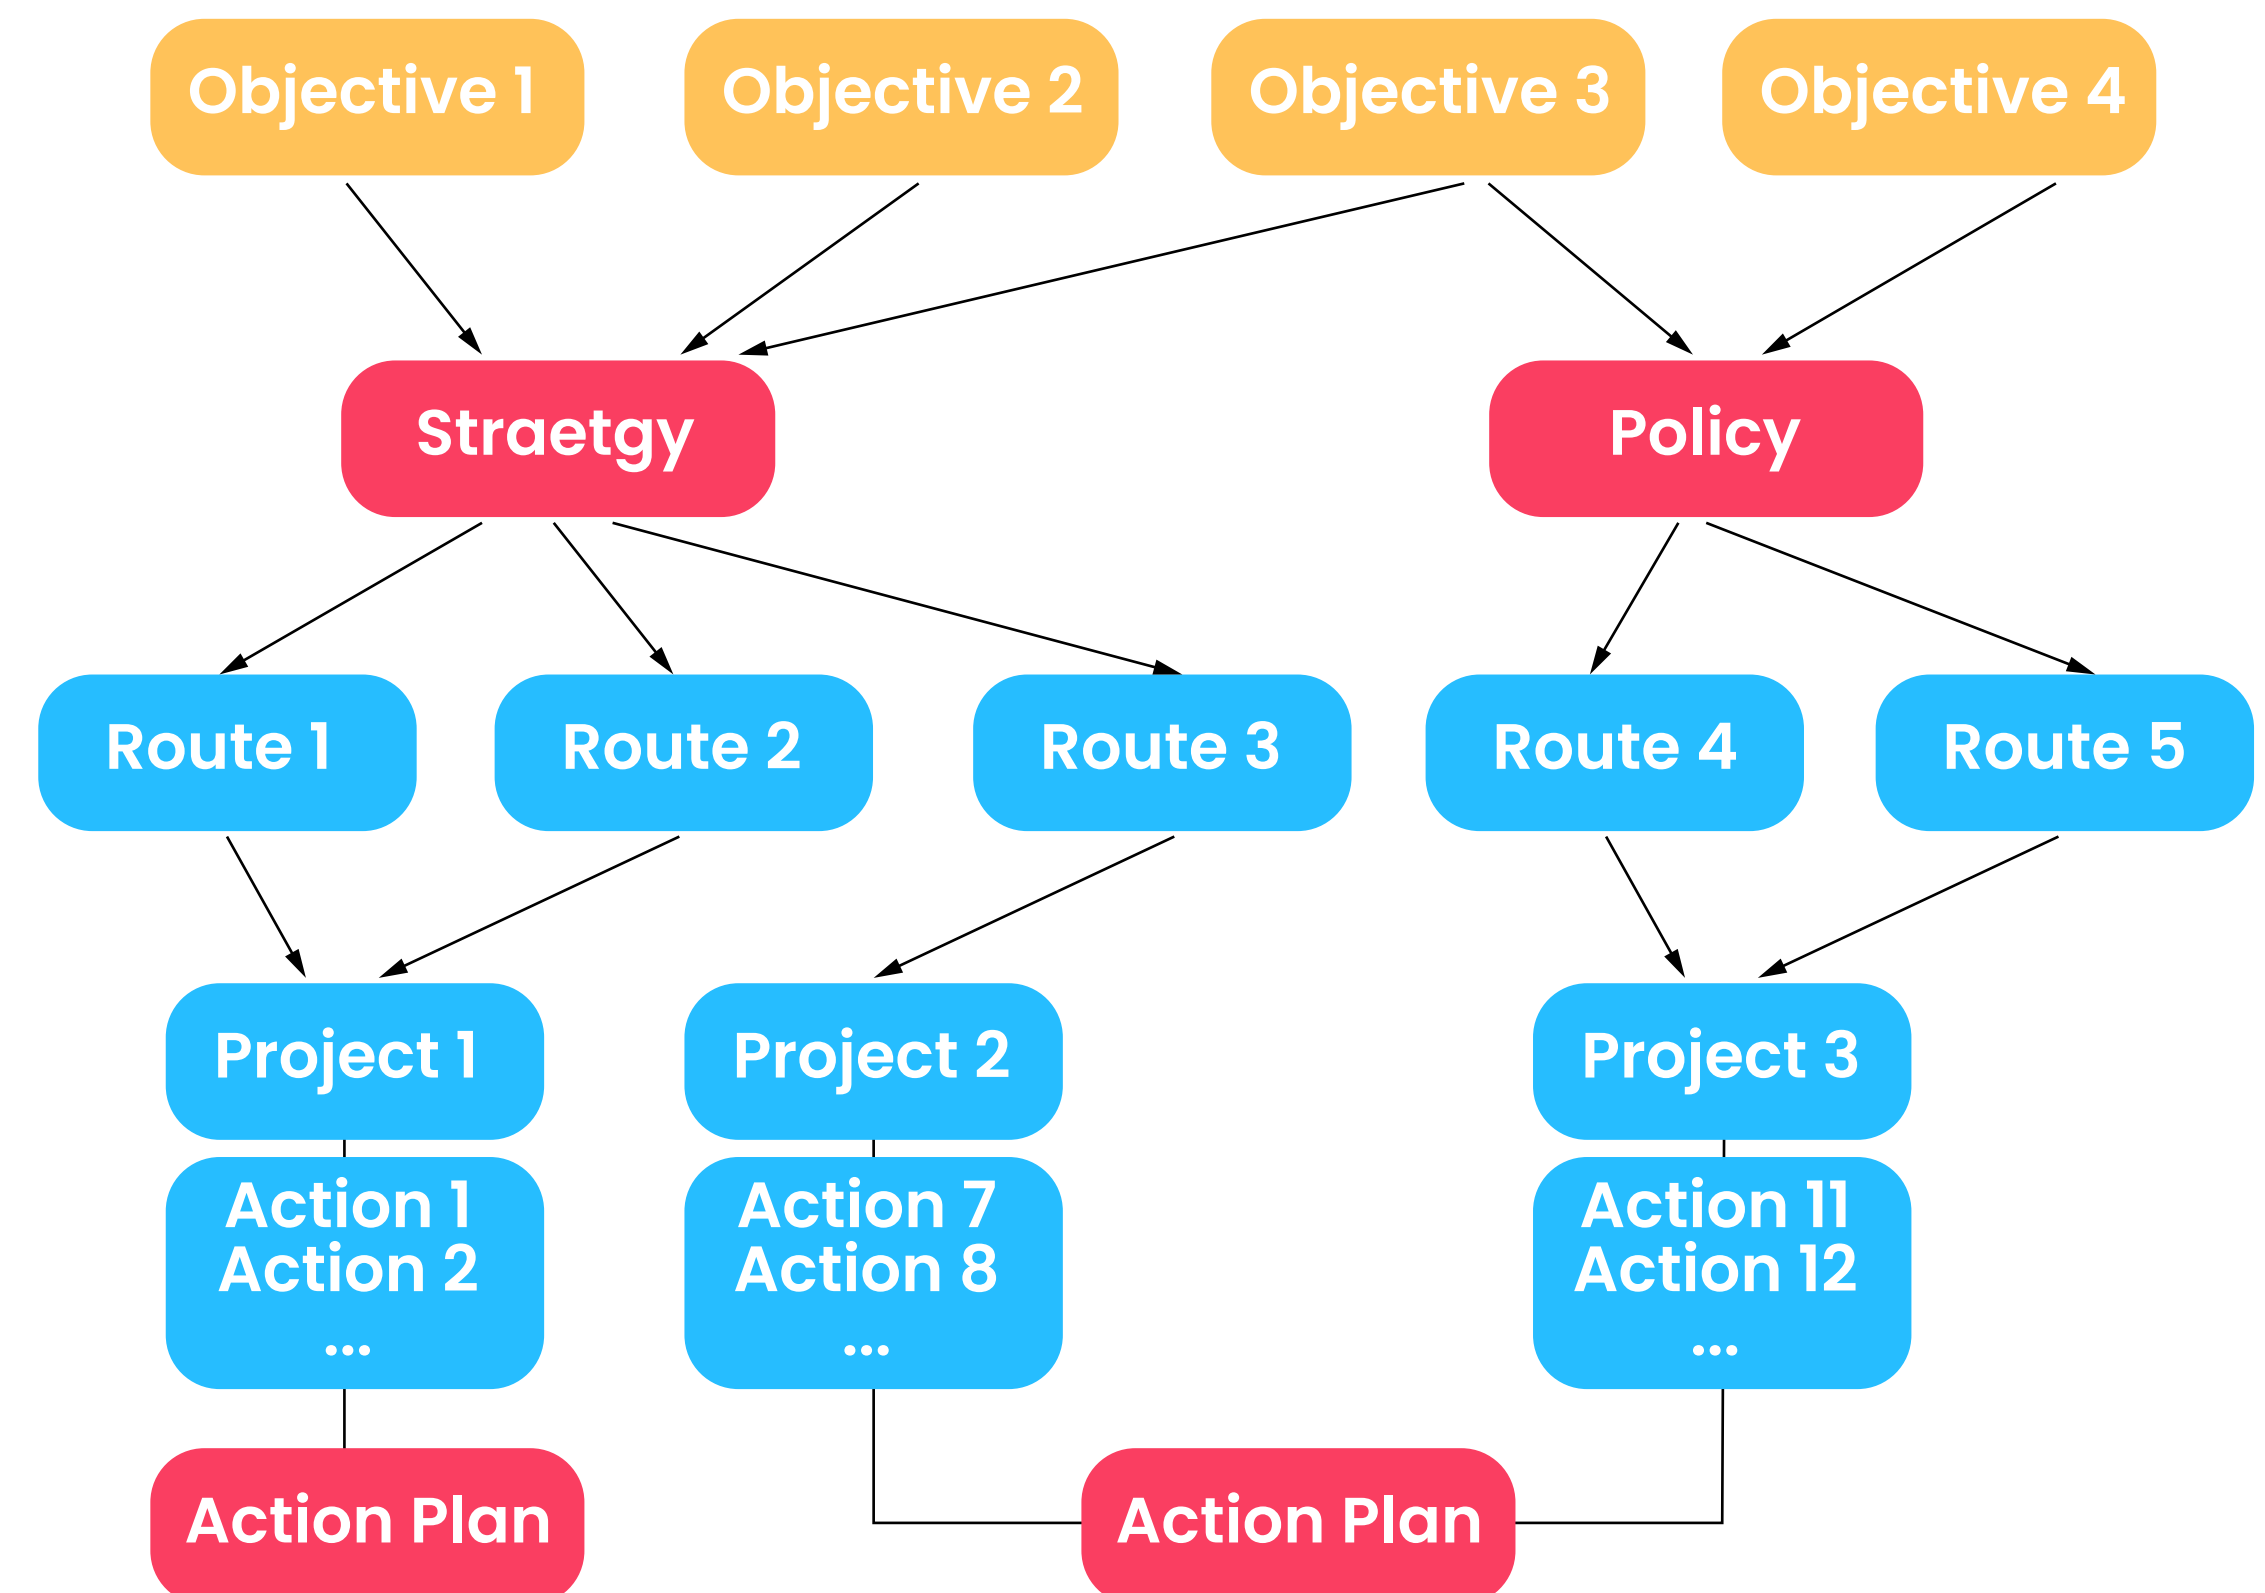 Objective 1
Objective 2
Objective 3
Objective 4
Straetgy
Policy
Route 1
Route 2
Route 3
Route 4
Route 5
Project 1
Project 2
Project 3
Action 1
Action 2
...
Action 7
Action 8
...
Action 11
Action 12
...
Action Plan
Action Plan